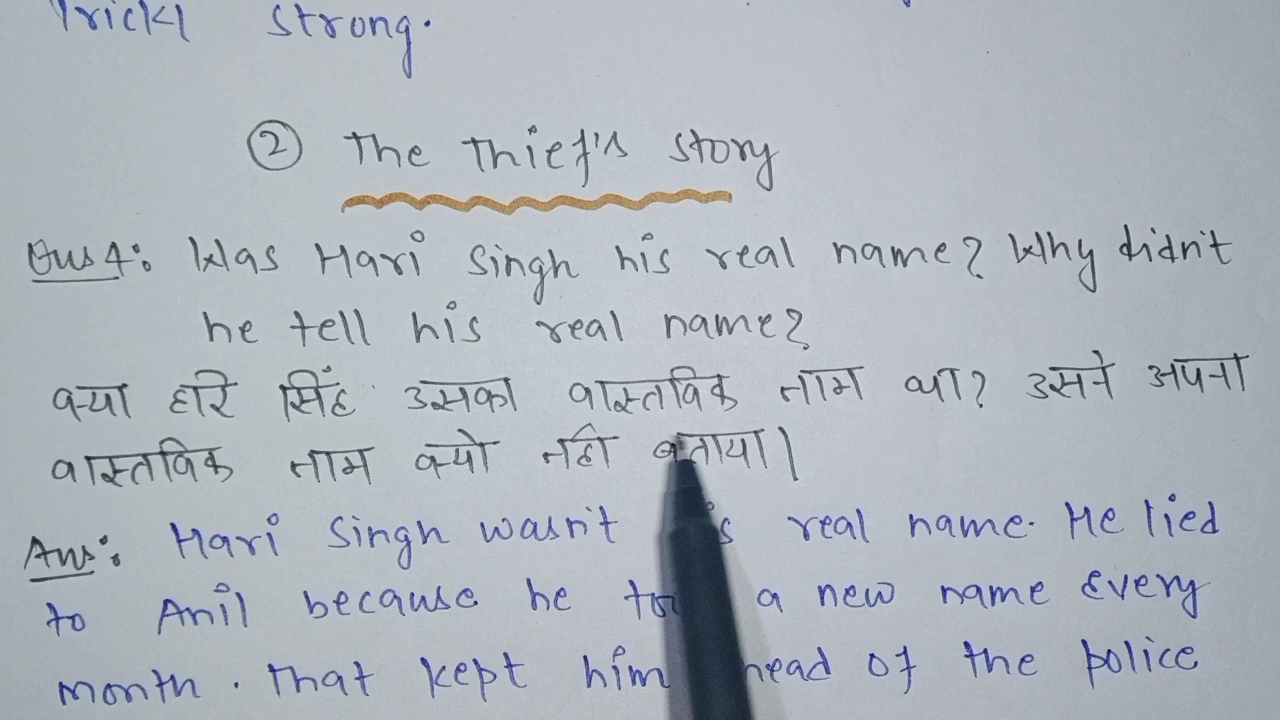 strong.
② The Thief's story
Ques 4: Was Hari Singh his real name? Why didn't
he tell his real name?
क्या हरि सिंह उसका वास्तविक नाम था? उसने अपना
वास्तविक नाम क्यो नही बताया।
Ans: Hari Singh wasn't real name. He lied
to Anil because he a new name every
month. That kept him of the police